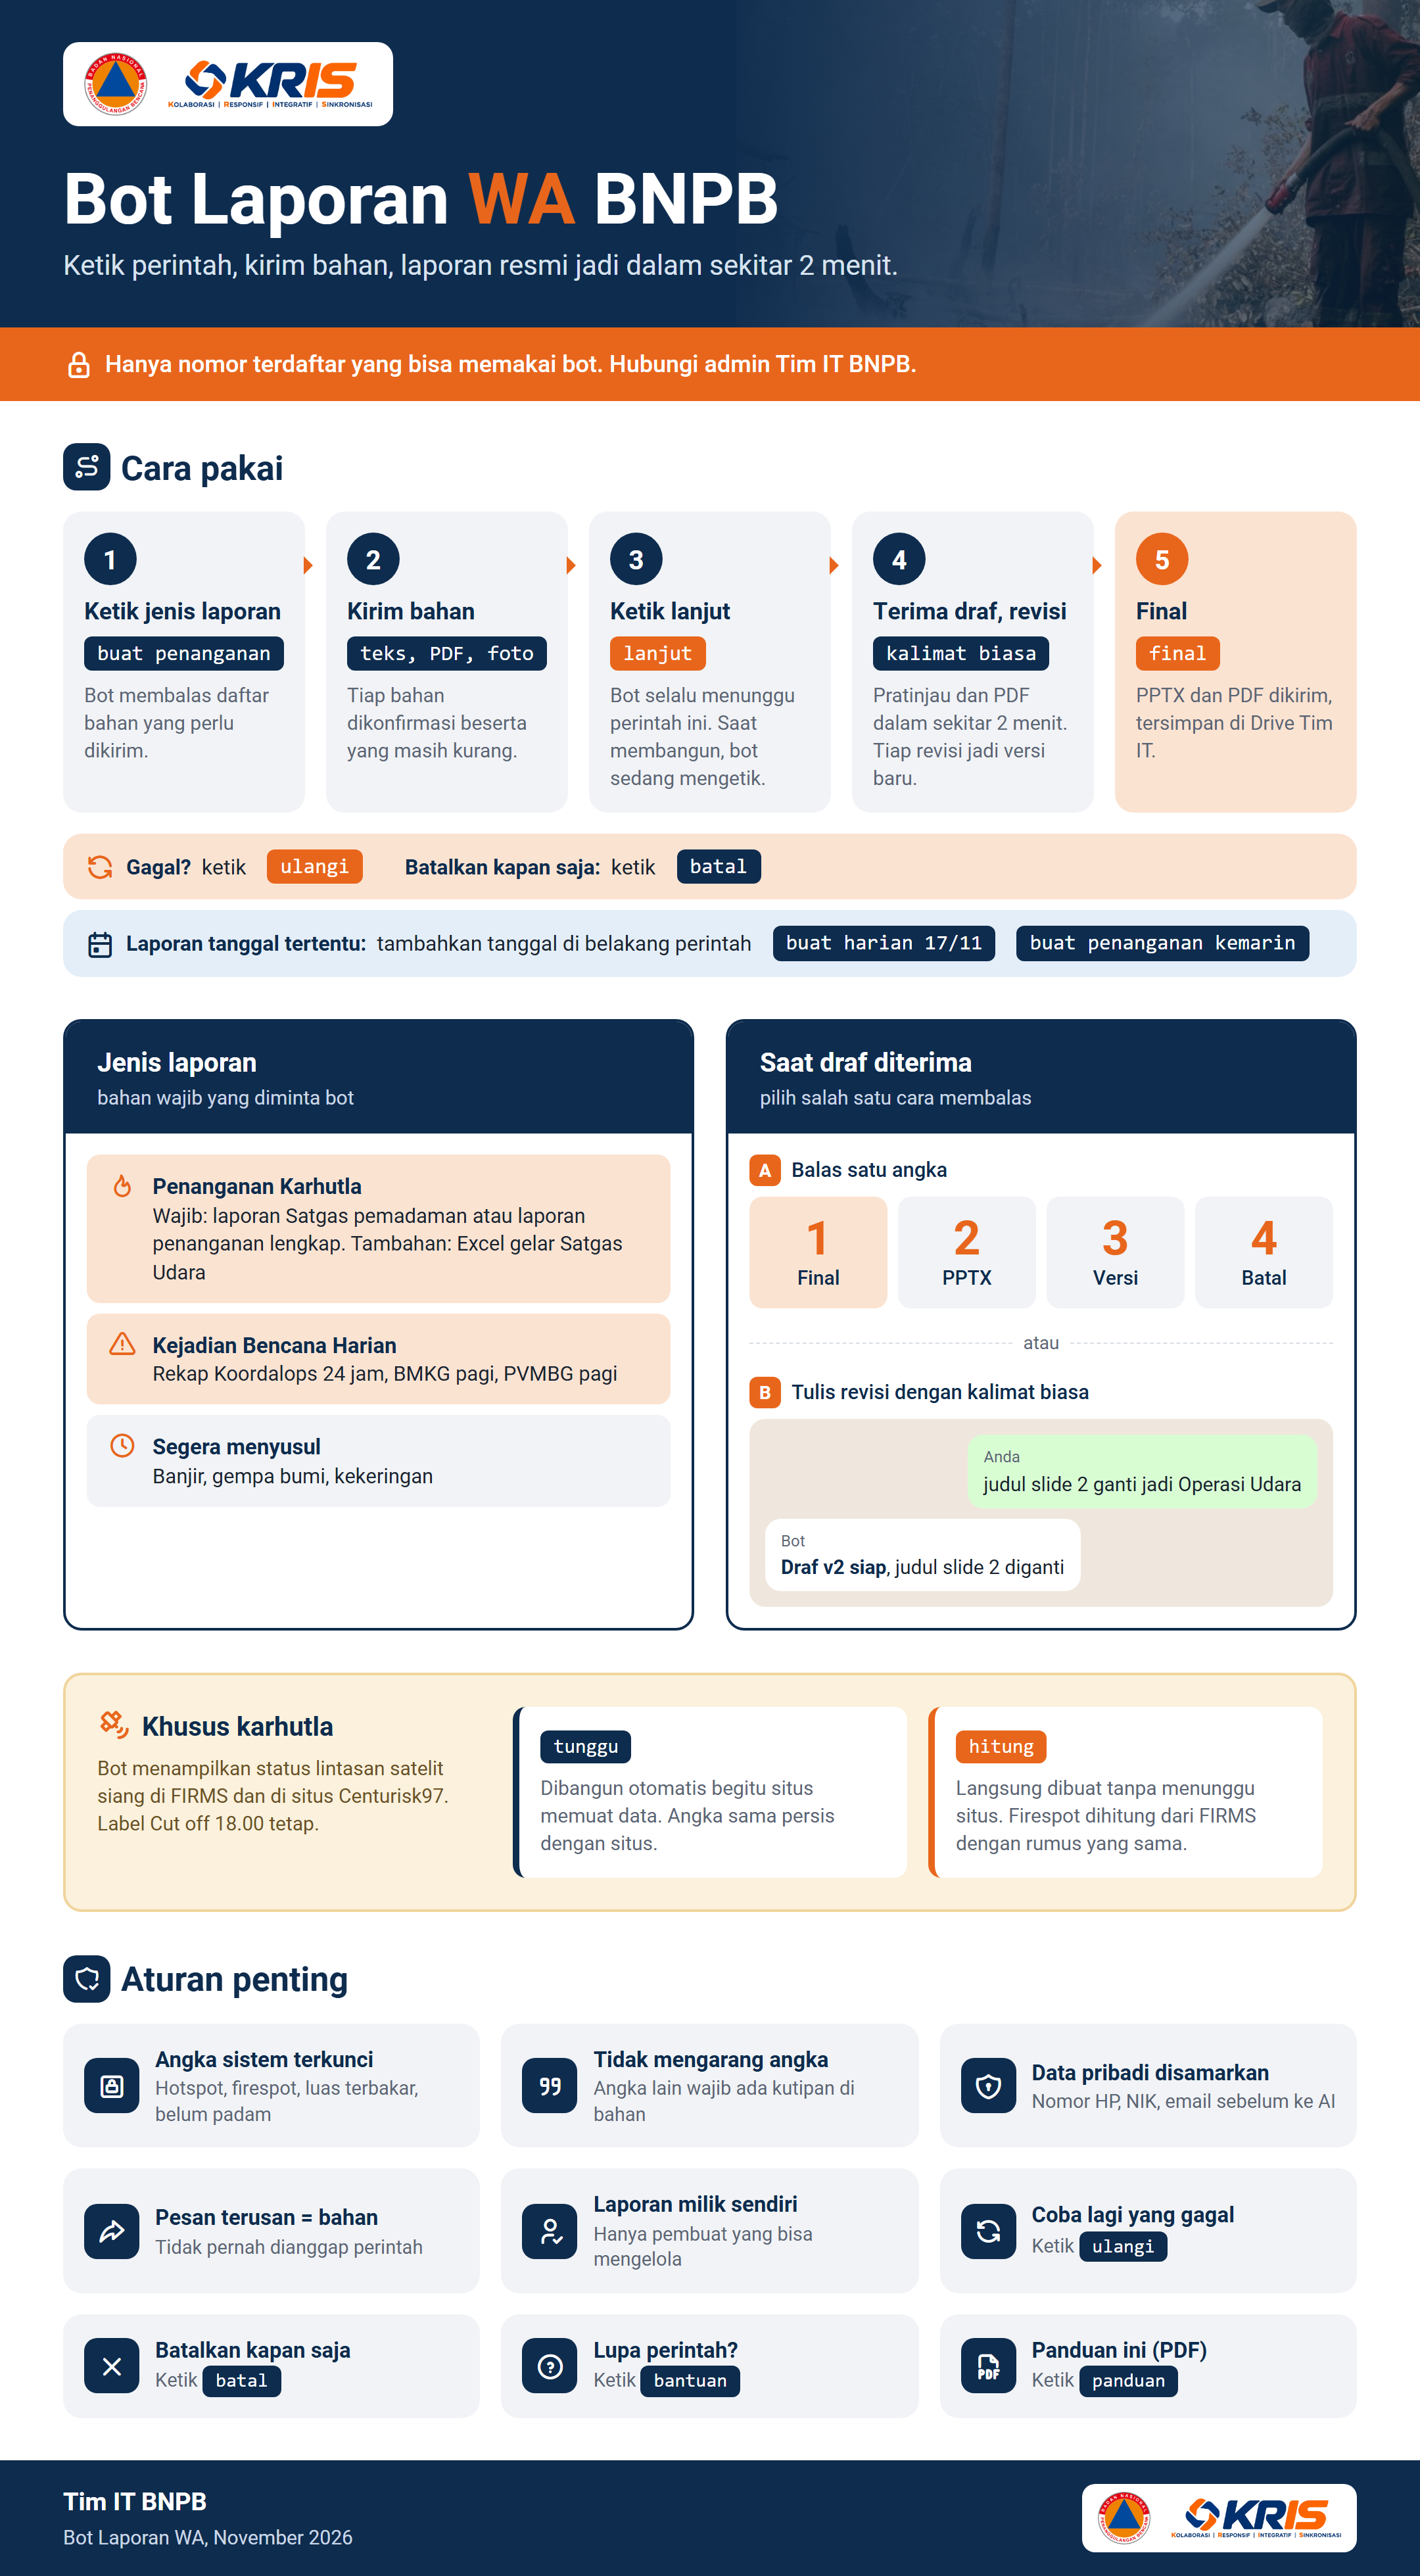 BADAN NASIONAL PENANGGULANGAN BENCANA
KRIS
KOLABORASI | RESPONSIF | INTEGRATIF | SINKRONISASI
Bot Laporan WA BNPB
Ketik perintah, kirim bahan, laporan resmi jadi dalam sekitar 2 menit.
Hanya nomor terdaftar yang bisa memakai bot. Hubungi admin Tim IT BNPB.
Cara pakai
1
Ketik jenis laporan
buat penanganan
Bot membalas daftar
bahan yang perlu
dikirim.
2
Kirim bahan
teks, PDF, foto
Tiap bahan
dikonfirmasi beserta
yang masih kurang.
3
Ketik lanjut
lanjut
Bot selalu menunggu
perintah ini. Saat
membangun, bot
sedang mengetik.
4
Terima draf, revisi
kalimat biasa
Pratinjau dan PDF
dalam sekitar 2 menit.
Tiap revisi jadi versi
baru.
5
Final
final
PPTX dan PDF dikirim,
tersimpan di Drive Tim
IT.
Gagal? ketik ulangi Batalkan kapan saja: ketik batal
Laporan tanggal tertentu: tambahkan tanggal di belakang perintah buat harian 17/11 buat penanganan kemarin
Jenis laporan
bahan wajib yang diminta bot
Penanganan Karhutla
Wajib: laporan Satgas pemadaman atau laporan
penanganan lengkap. Tambahan: Excel gelar Satgas
Udara
Kejadian Bencana Harian
Rekap Koordalops 24 jam, BMKG pagi, PVMBG pagi
Segera menyusul
Banjir, gempa bumi, kekeringan
Saat draf diterima
pilih salah satu cara membalas
A Balas satu angka
1
Final
2
PPTX
3
Versi
4
Batal
atau
B Tulis revisi dengan kalimat biasa
Anda
judul slide 2 ganti jadi Operasi Udara
Bot
Draf v2 siap, judul slide 2 diganti
Khusus karhutla
Bot menampilkan status lintasan satelit
siang di FIRMS dan di situs Centurisk97.
Label Cut off 18.00 tetap.
tunggu
Dibangun otomatis begitu situs
memuat data. Angka sama persis
dengan situs.
hitung
Langsung dibuat tanpa menunggu
situs. Firespot dihitung dari FIRMS
dengan rumus yang sama.
Aturan penting
Angka sistem terkunci
Hotspot, firespot, luas terbakar,
belum padam
Tidak mengarang angka
Angka lain wajib ada kutipan di
bahan
Data pribadi disamarkan
Nomor HP, NIK, email sebelum ke AI
Pesan terusan = bahan
Tidak pernah dianggap perintah
Laporan milik sendiri
Hanya pembuat yang bisa
mengelola
Coba lagi yang gagal
Ketik ulangi
Batalkan kapan saja
Ketik batal
Lupa perintah?
Ketik bantuan
PDF
Panduan ini (PDF)
Ketik panduan
Tim IT BNPB
Bot Laporan WA, November 2026
BADAN NASIONAL PENANGGULANGAN BENCANA
KRIS
KOLABORASI | RESPONSIF | INTEGRATIF | SINKRONISASI